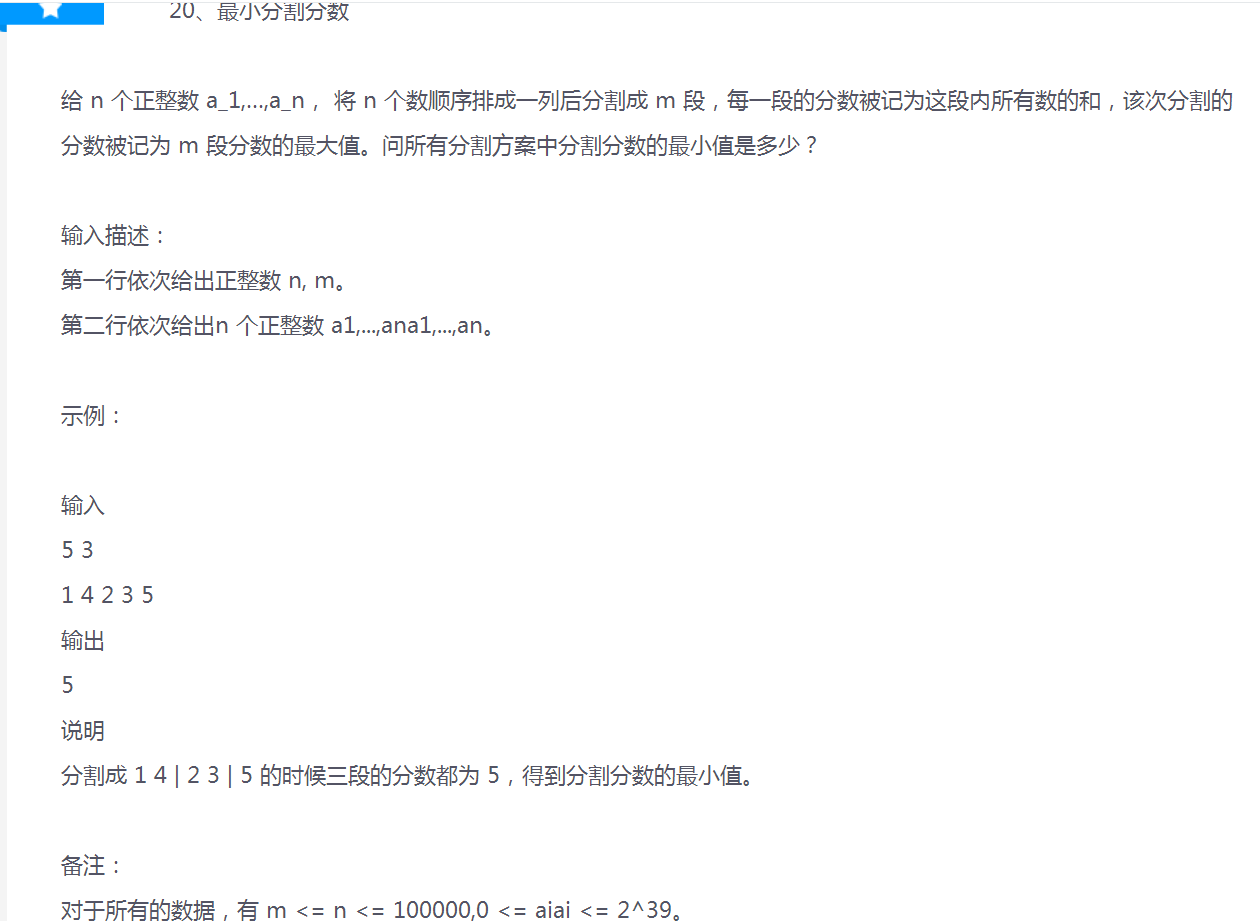 20、最小分割分数
给 n 个正整数 a_1,...,a_n ， 将 n 个数顺序排成一列后分割成 m 段，每一段的分数被记为这段内所有数的和，该次分割的
分数被记为 m 段分数的最大值。问所有分割方案中分割分数的最小值是多少？
输入描述：
第一行依次给出正整数 n, m。
第二行依次给出n 个正整数 a1,...,ana1,...,an。
示例：
输入
5 3
1 4 2 3 5
输出
5
说明
分割成 1 4 | 2 3 | 5 的时候三段的分数都为 5，得到分割分数的最小值。
备注：
对于所有的数据，有 m <= n <= 100000,0 <= aiai <= 2^39。